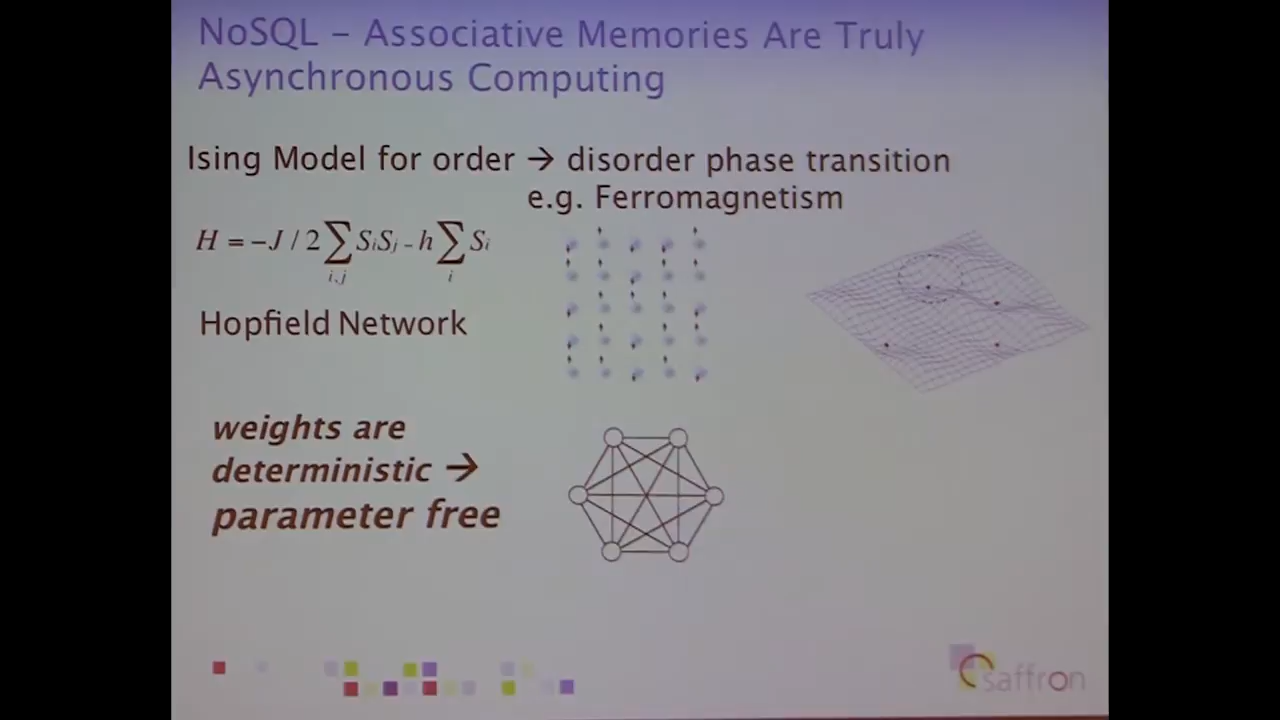 NoSQL – Associative Memories Are Truly
Asynchronous Computing
Ising Model for order → disorder phase transition
e.g. Ferromagnetism
H = -J / 2 ∑ SiSj - h ∑ Si
i,j i
Hopfield Network
weights are
deterministic →
parameter free
saffron